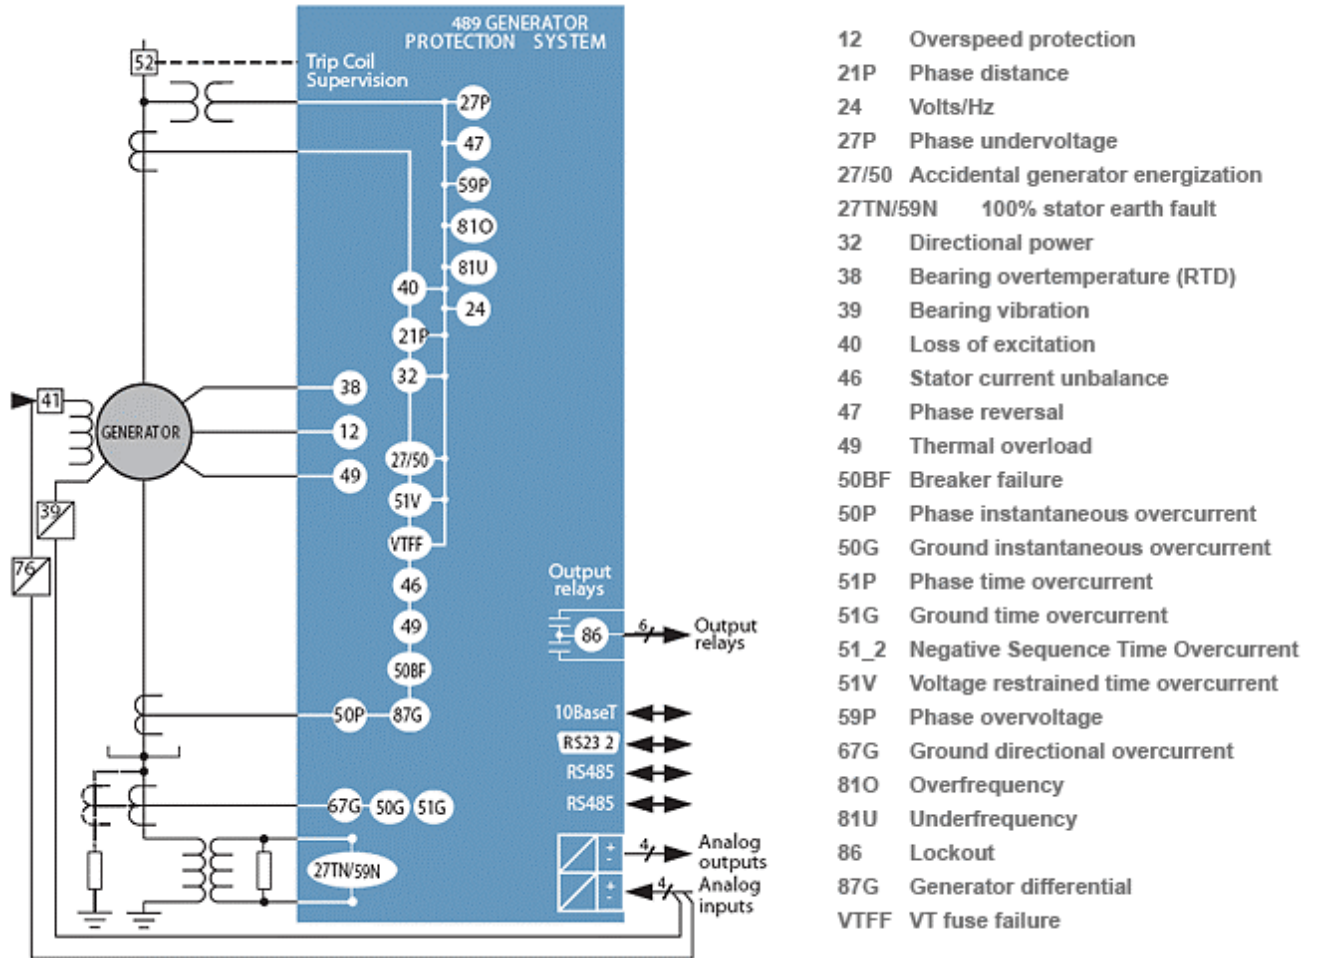 489 GENERATOR
PROTECTION SYSTEM
52
Trip Coil
Supervision
27P
47
59P
81O
81U
40
24
21P
32
38
41
GENERATOR
12
27/50
49
51V
39
VTFF
76
46
Output
relays
49
86
6
Output
relays
50BF
50P
87G
10BaseT
RS23 2
RS485
RS485
67G
50G
51G
27TN/59N
+
-
4
Analog
outputs
+
-
4
Analog
inputs
12 Overspeed protection
21P Phase distance
24 Volts/Hz
27P Phase undervoltage
27/50 Accidental generator energization
27TN/59N 100% stator earth fault
32 Directional power
38 Bearing overtemperature (RTD)
39 Bearing vibration
40 Loss of excitation
46 Stator current unbalance
47 Phase reversal
49 Thermal overload
50BF Breaker failure
50P Phase instantaneous overcurrent
50G Ground instantaneous overcurrent
51P Phase time overcurrent
51G Ground time overcurrent
51_2 Negative Sequence Time Overcurrent
51V Voltage restrained time overcurrent
59P Phase overvoltage
67G Ground directional overcurrent
81O Overfrequency
81U Underfrequency
86 Lockout
87G Generator differential
VTFF VT fuse failure